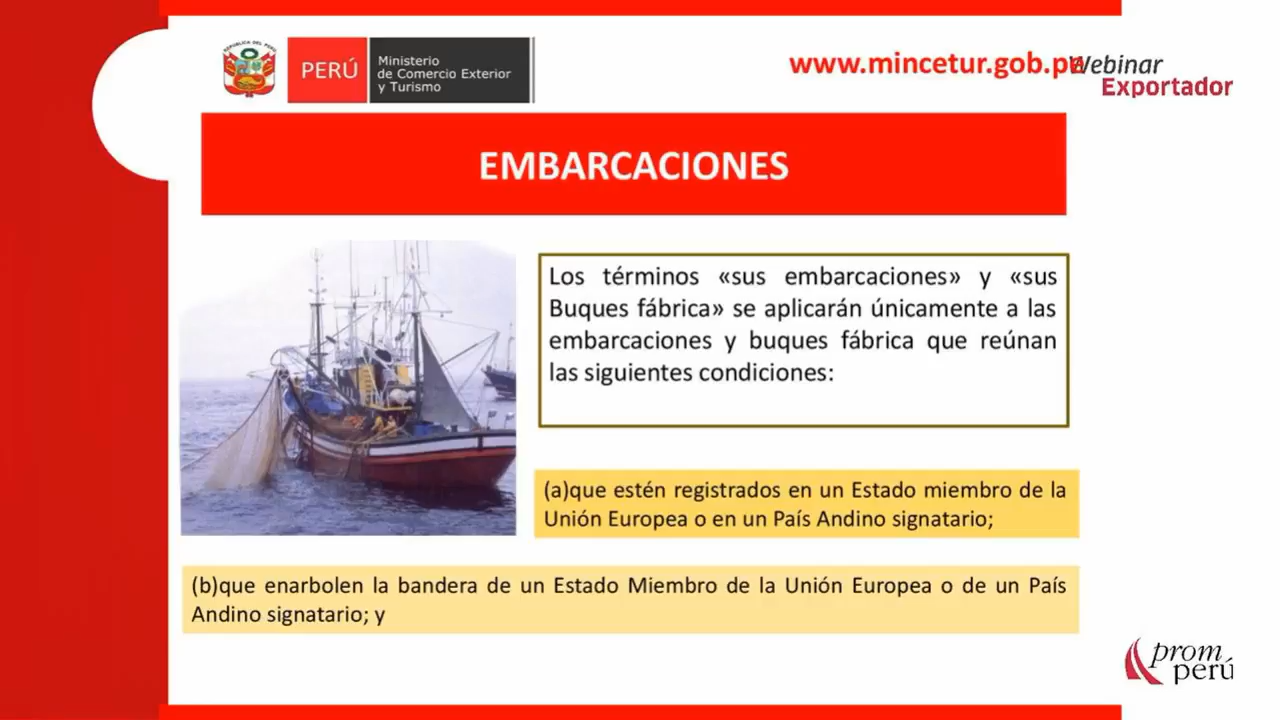 REPUBLICA DEL PERU
PERÚ
Ministerio
de Comercio Exterior
y Turismo
www.mincetur.gob.pe
Webinar
Exportador
EMBARCACIONES
Los términos «sus embarcaciones» y «sus
Buques fábrica» se aplicarán únicamente a las
embarcaciones y buques fábrica que reúnan
las siguientes condiciones:
(a)que estén registrados en un Estado miembro de la
Unión Europea o en un País Andino signatario;
(b)que enarbolen la bandera de un Estado Miembro de la Unión Europea o de un País
Andino signatario; y
prom
perú